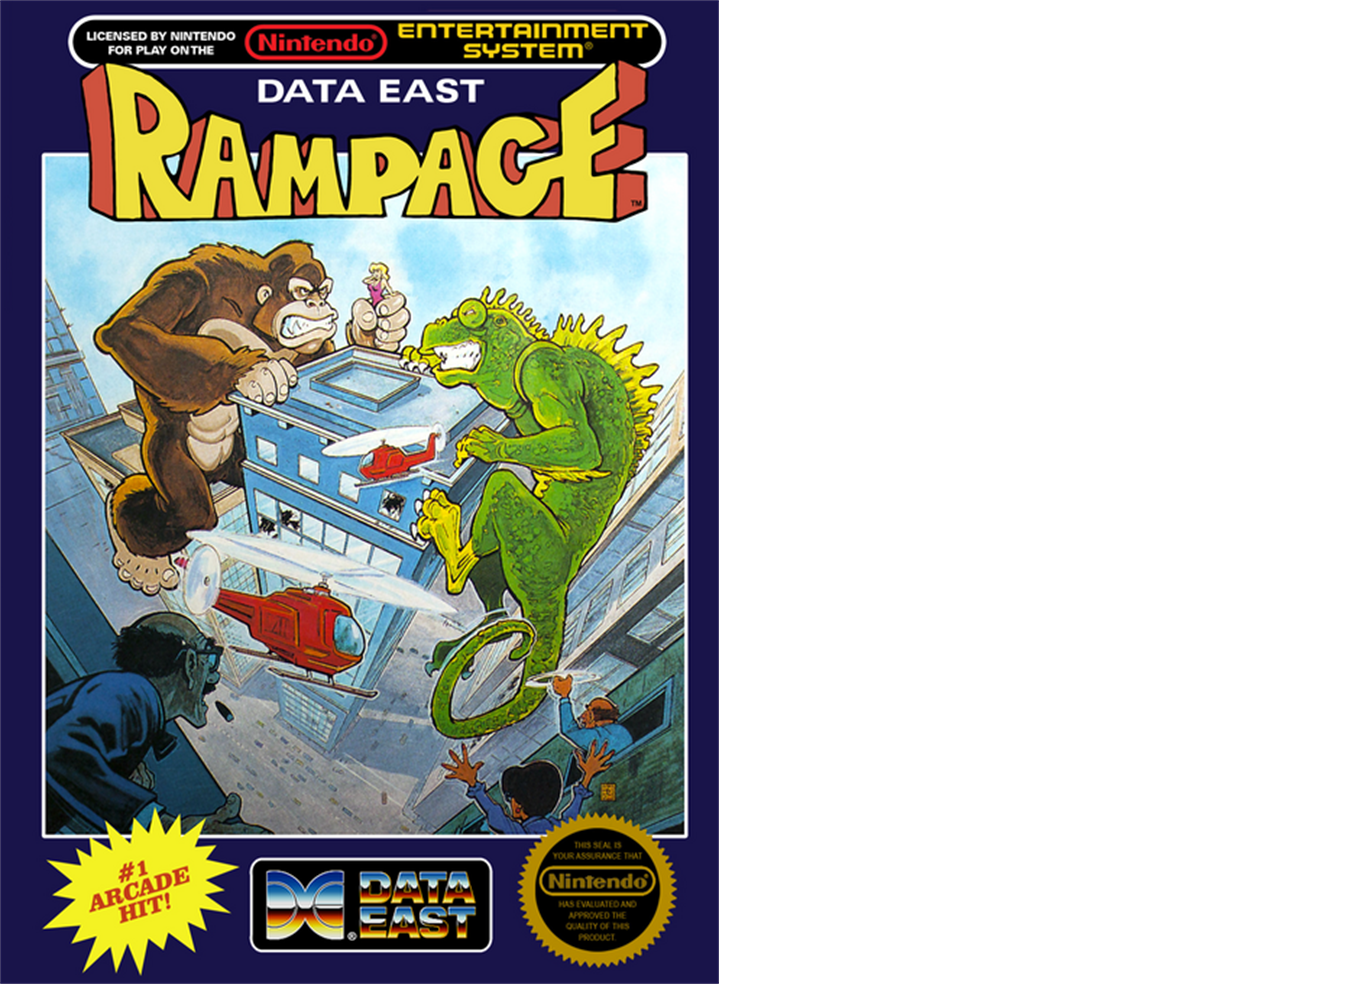 LICENSED BY NINTENDO
FOR PLAY ON THE
Nintendo®
ENTERTAINMENT
SYSTEM®
DATA EAST
RAMPAGE
TM
#1
ARCADE
HIT!
DATA
EAST
®
THIS SEAL IS
YOUR ASSURANCE THAT
Nintendo®
HAS EVALUATED AND
APPROVED THE
QUALITY OF THIS
PRODUCT